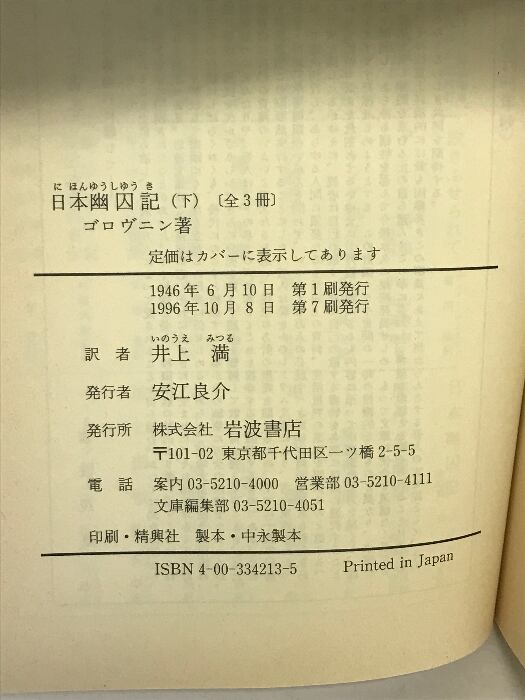 にほんゆうしゆうき
日本幽囚記（下）〔全3冊〕
ゴロヴニン著
定価はカバーに表示してあります
1946年6月10日 第1刷発行
1996年10月8日 第7刷発行
いのうえ みつる
訳者 井上 満
発行者 安江良介
発行所 株式会社 岩波書店
〒101-02 東京都千代田区一ツ橋2-5-5
電話 案内03-5210-4000 営業部03-5210-4111
文庫編集部03-5210-4051
印刷・精興社 製本・中永製本
ISBN4-00-334213-5 Printed in Japan